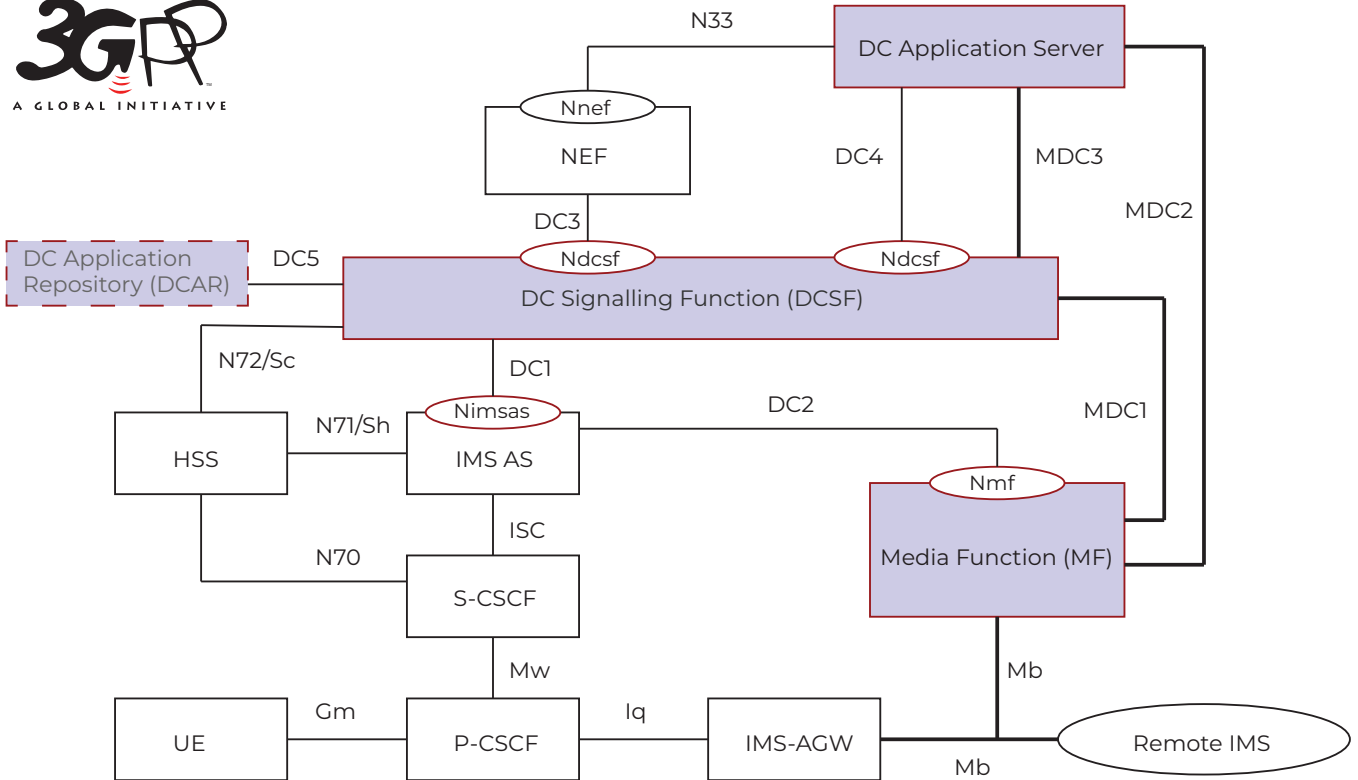 3GPP
TM
A GLOBAL INITIATIVE
N33
DC Application Server
Nnef
NEF
DC4
MDC3
MDC2
DC3
DC Application
Repository (DCAR)
DC5
Ndcsf
Ndcsf
DC Signalling Function (DCSF)
N72/Sc
DC1
DC2
MDC1
N71/Sh
Nimsas
HSS
IMS AS
Nmf
ISC
Media Function (MF)
N70
S-CSCF
Mw
Mb
Gm
Iq
UE
P-CSCF
IMS-AGW
Remote IMS
Mb